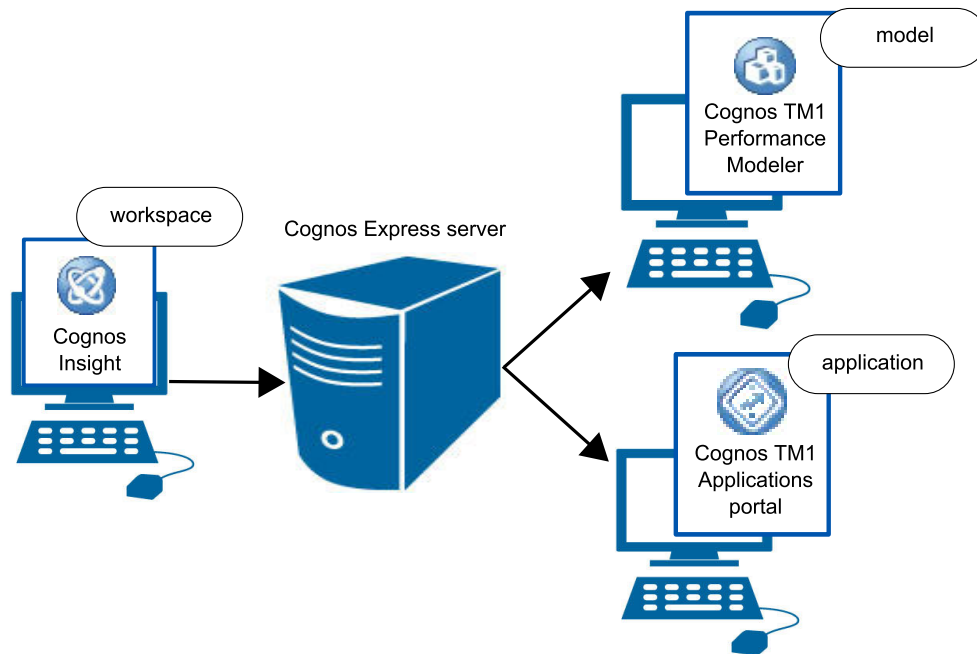 workspace
Cognos
Insight
Cognos Express server
model
Cognos TM1
Performance
Modeler
application
Cognos TM1
Applications
portal